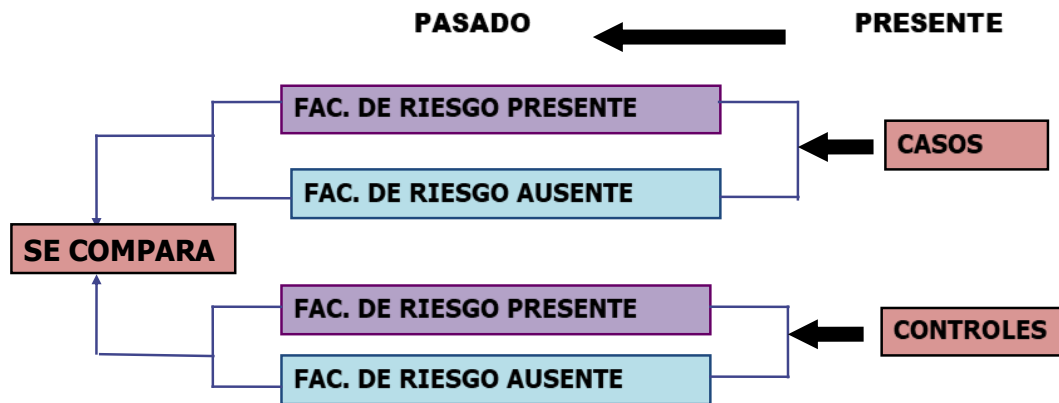 PASADO PRESENTE
FAC. DE RIESGO PRESENTE
CASOS
FAC. DE RIESGO AUSENTE
SE COMPARA
FAC. DE RIESGO PRESENTE
CONTROLES
FAC. DE RIESGO AUSENTE